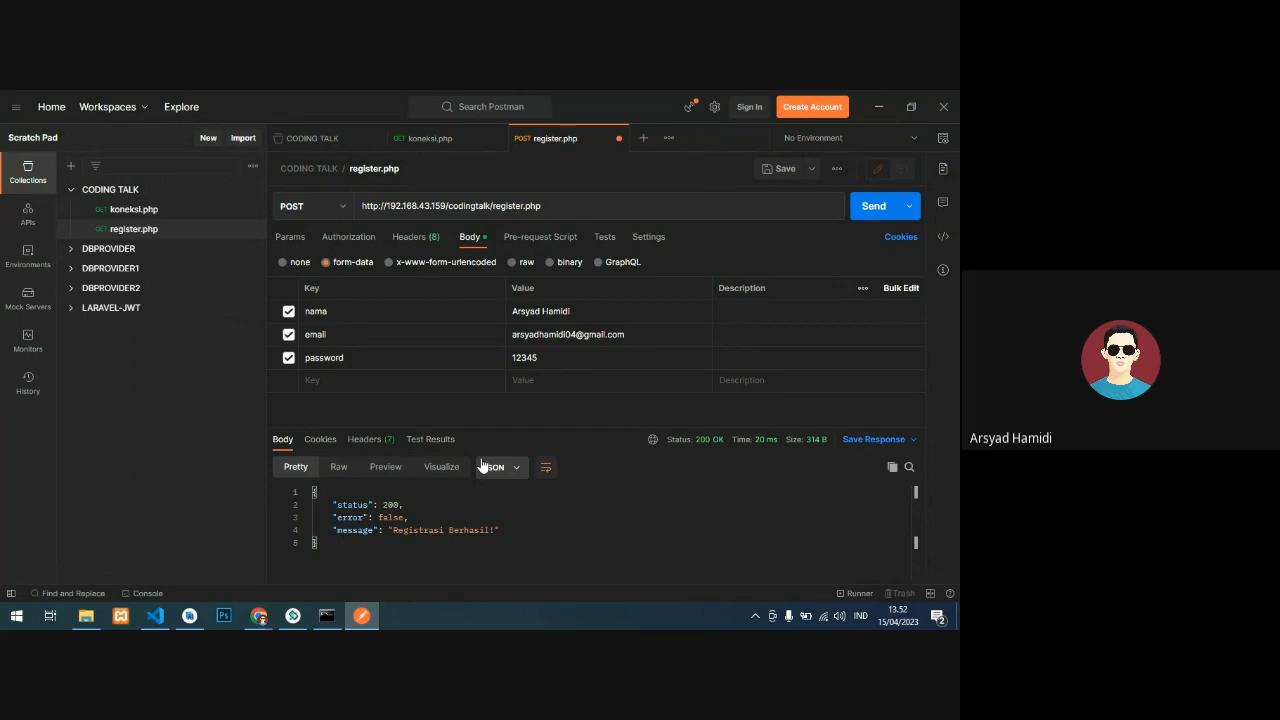 Home Workspaces Explore Search Postman Sign In Create Account
Scratch Pad New Import CODING TALK GET koneksi.php POST register.php No Environment
CODING TALK / register.php Save
Collections
APIs
Environments
Mock Servers
Monitors
History
CODING TALK
GET koneksi.php
GET register.php
DBPROVIDER
DBPROVIDER1
DBPROVIDER2
LARAVEL-JWT
POST http://192.168.43.159/codingtalk/register.php Send
Params Authorization Headers (8) Body Pre-request Script Tests Settings Cookies
none form-data x-www-form-urlencoded raw binary GraphQL
Key Value Description Bulk Edit
nama Arsyad Hamidi
email arsyadhamidi04@gmail.com
password 12345
Key Value Description
Body Cookies Headers (7) Test Results Status: 200 OK Time: 20 ms Size: 314 B Save Response
Pretty Raw Preview Visualize JSON
1 {
2 "status": 200,
3 "error": false,
4 "message": "Registrasi Berhasil!"
5 }
Find and Replace Console Runner Trash
Ps IND 13.52
15/04/2023 2
Arsyad Hamidi